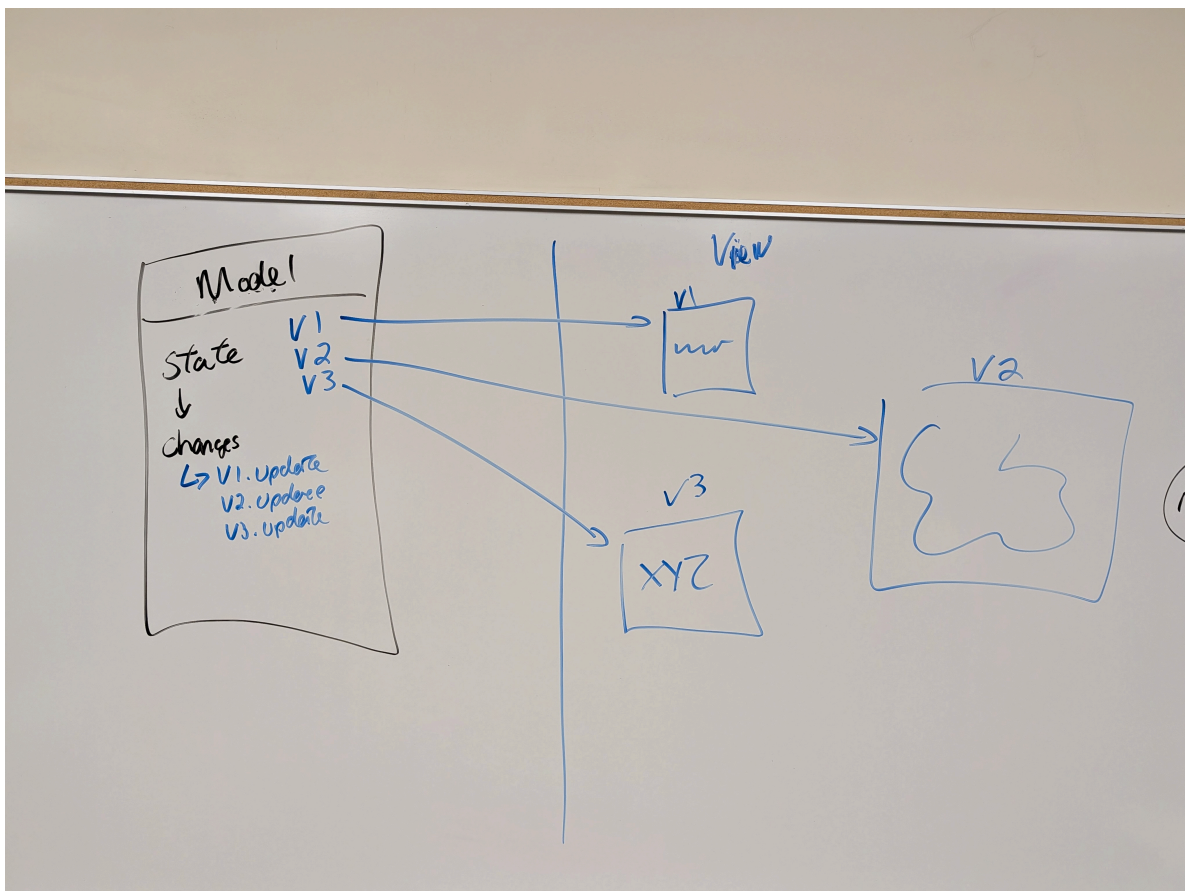 Model
State
V1
V2
V3
↓
Changes
↳ V1.update
V2.update
V3.update
View
V1
V2
V3
XYZ